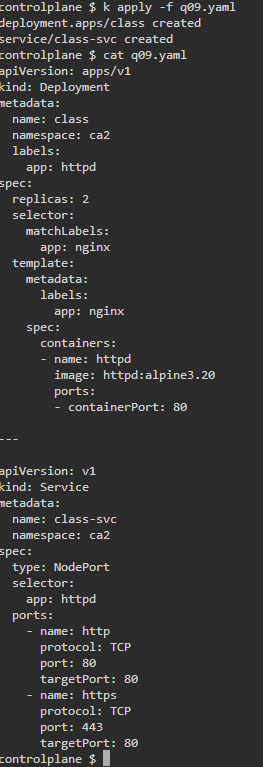 controlplane $ k apply -f q09.yaml
deployment.apps/class created
service/class-svc created
controlplane $ cat q09.yaml
apiVersion: apps/v1
kind: Deployment
metadata:
  name: class
  namespace: ca2
  labels:
    app: httpd
spec:
  replicas: 2
  selector:
    matchLabels:
      app: nginx
  template:
    metadata:
      labels:
        app: nginx
    spec:
      containers:
      - name: httpd
        image: httpd:alpine3.20
        ports:
        - containerPort: 80
---
apiVersion: v1
kind: Service
metadata:
  name: class-svc
  namespace: ca2
spec:
  type: NodePort
  selector:
    app: httpd
  ports:
    - name: http
      protocol: TCP
      port: 80
      targetPort: 80
    - name: https
      protocol: TCP
      port: 443
      targetPort: 80
controlplane $